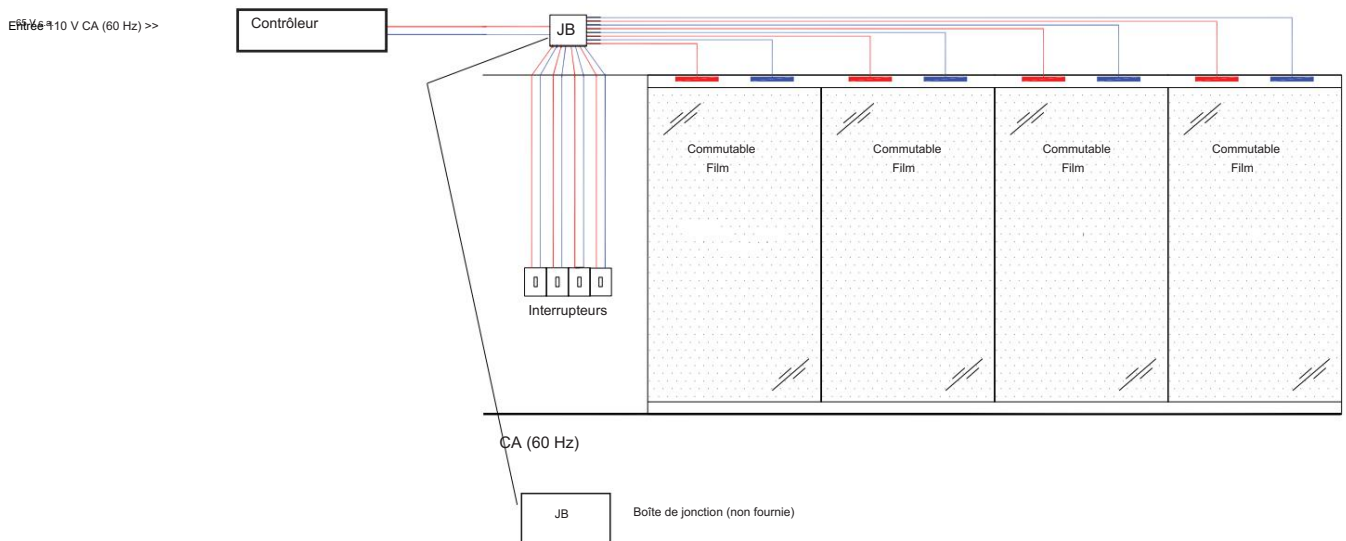 Entrée 110 V CA (60 Hz) >>
Contrôleur
JB
Commutable
Film
Commutable
Film
Commutable
Film
Commutable
Film
Interrupteurs
CA (60 Hz)
JB
Boîte de jonction (non fournie)